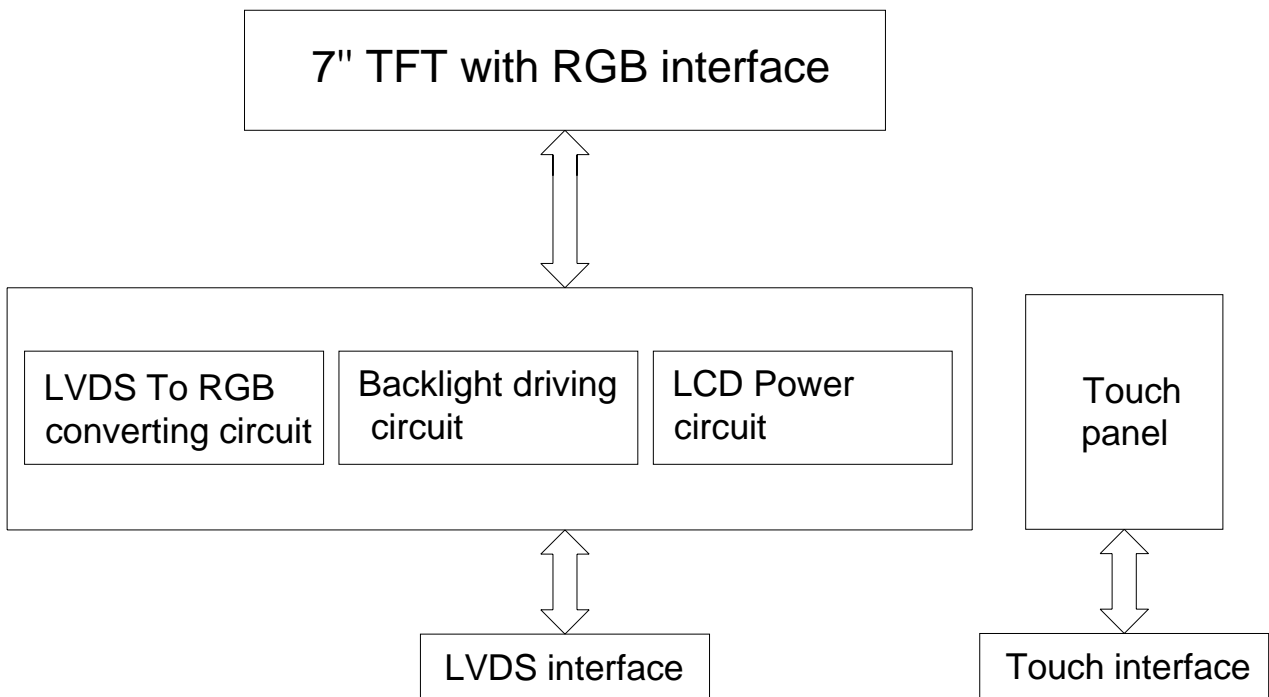 7" TFT with RGB interface
LVDS To RGB
converting circuit
Backlight driving
circuit
LCD Power
circuit
Touch
panel
LVDS interface
Touch interface